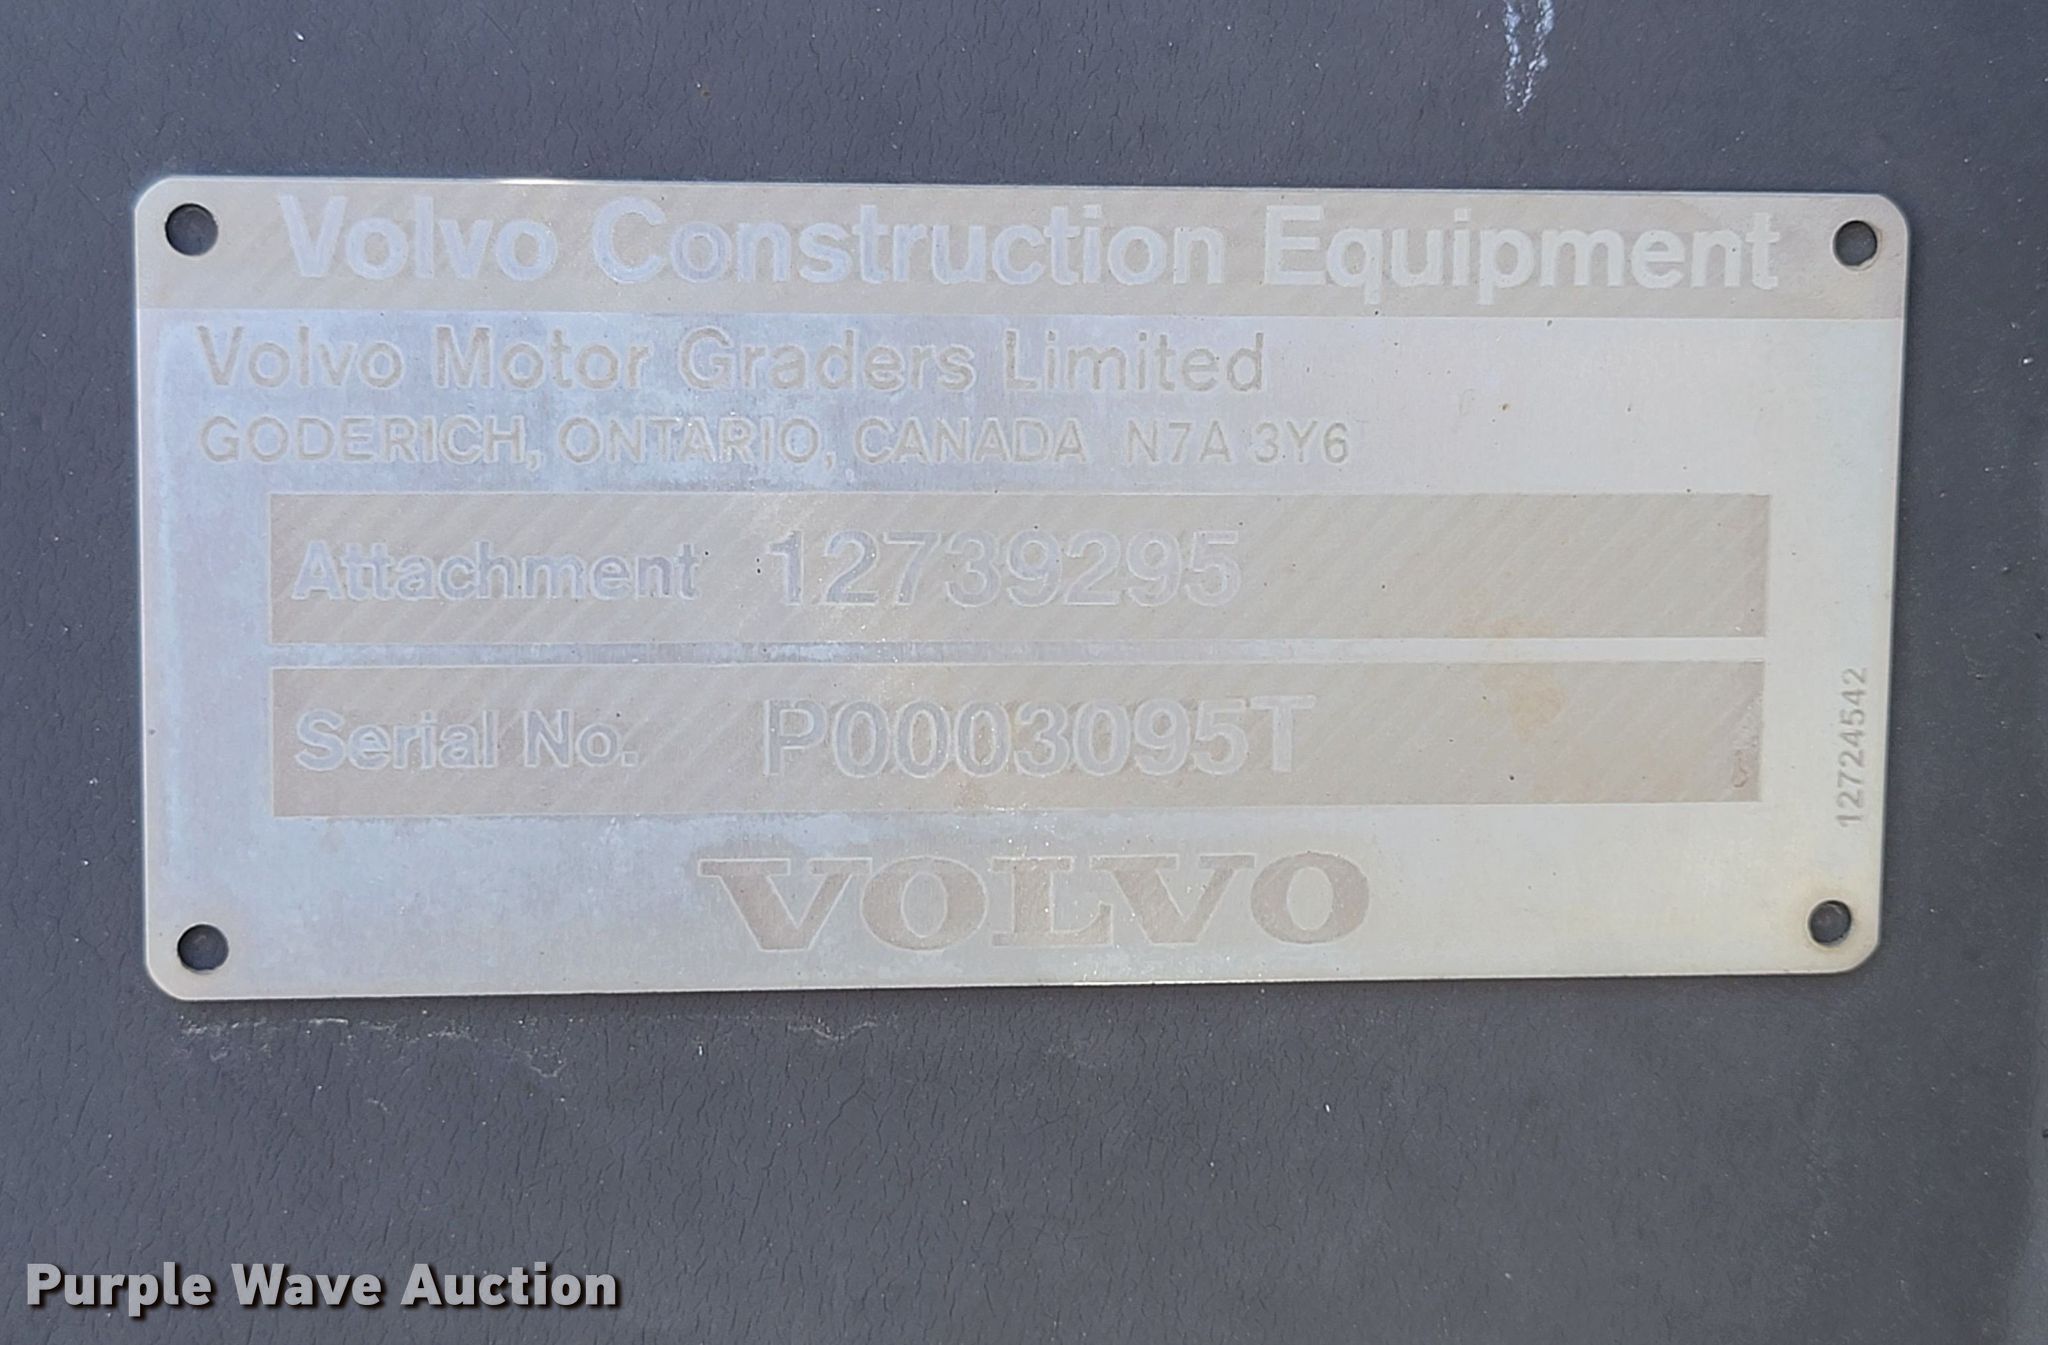 Volvo Construction Equipment
Volvo Motor Graders Limited
GODERICH, ONTARIO, CANADA N7A 3Y6
Attachment 12739295
Serial No. P0003095T
12724542
VOLVO
Purple Wave Auction